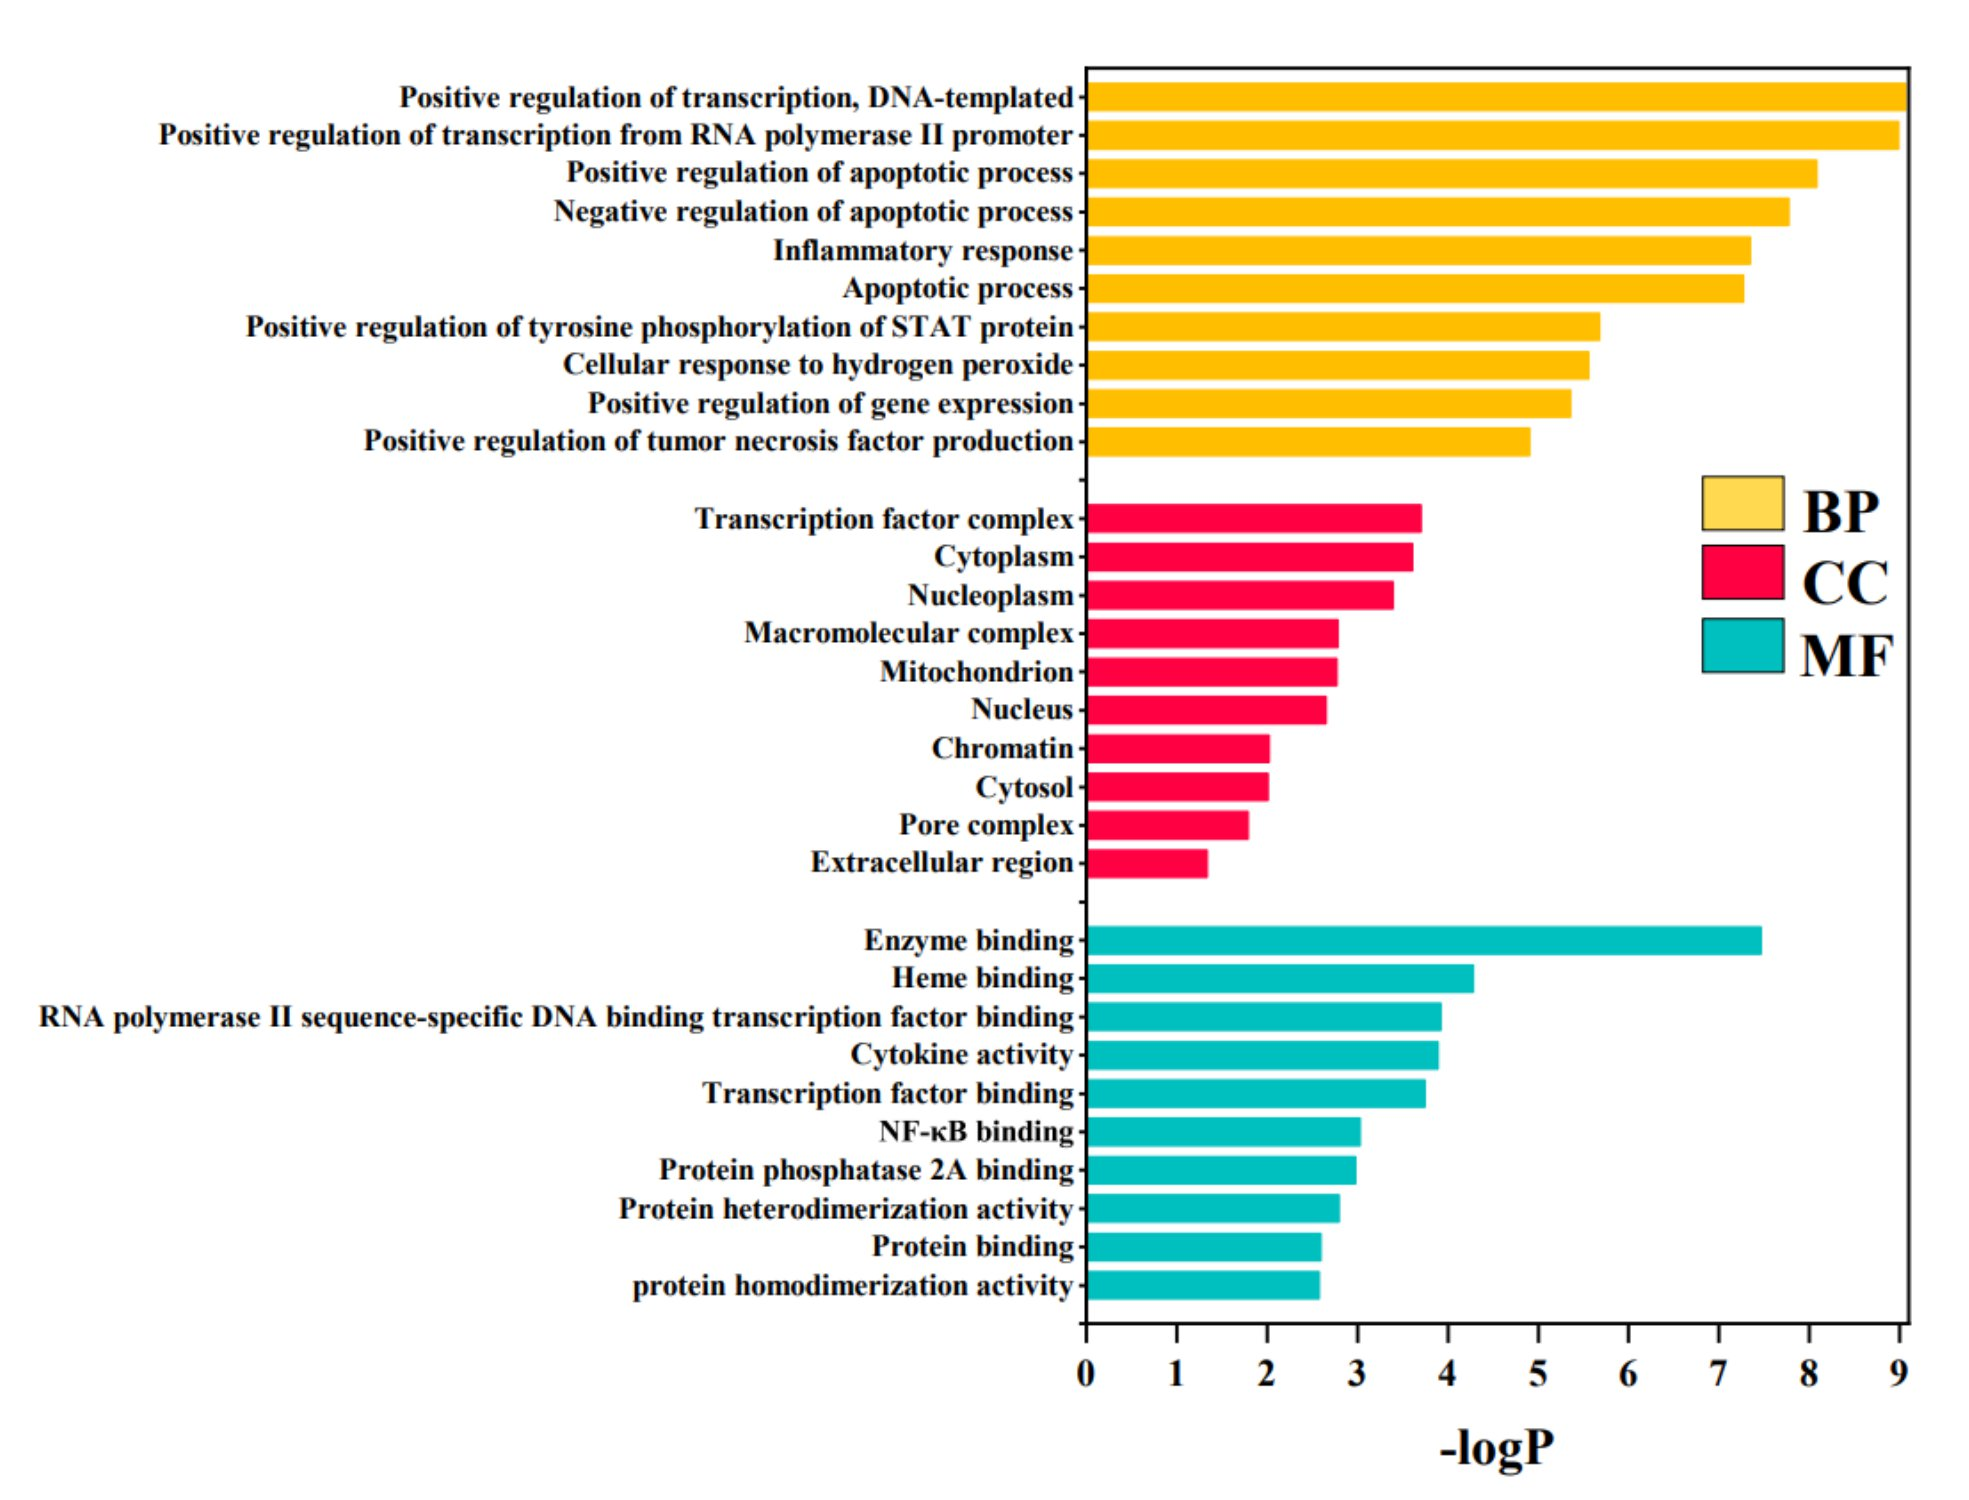 Positive regulation of transcription, DNA-templated
Positive regulation of transcription from RNA polymerase II promoter
Positive regulation of apoptotic process
Negative regulation of apoptotic process
Inflammatory response
Apoptotic process
Positive regulation of tyrosine phosphorylation of STAT protein
Cellular response to hydrogen peroxide
Positive regulation of gene expression
Positive regulation of tumor necrosis factor production
Transcription factor complex
Cytoplasm
Nucleoplasm
Macromolecular complex
Mitochondrion
Nucleus
Chromatin
Cytosol
Pore complex
Extracellular region
Enzyme binding
Heme binding
RNA polymerase II sequence-specific DNA binding transcription factor binding
Cytokine activity
Transcription factor binding
NF-κB binding
Protein phosphatase 2A binding
Protein heterodimerization activity
Protein binding
protein homodimerization activity
BP
CC
MF
0 1 2 3 4 5 6 7 8 9
-logP